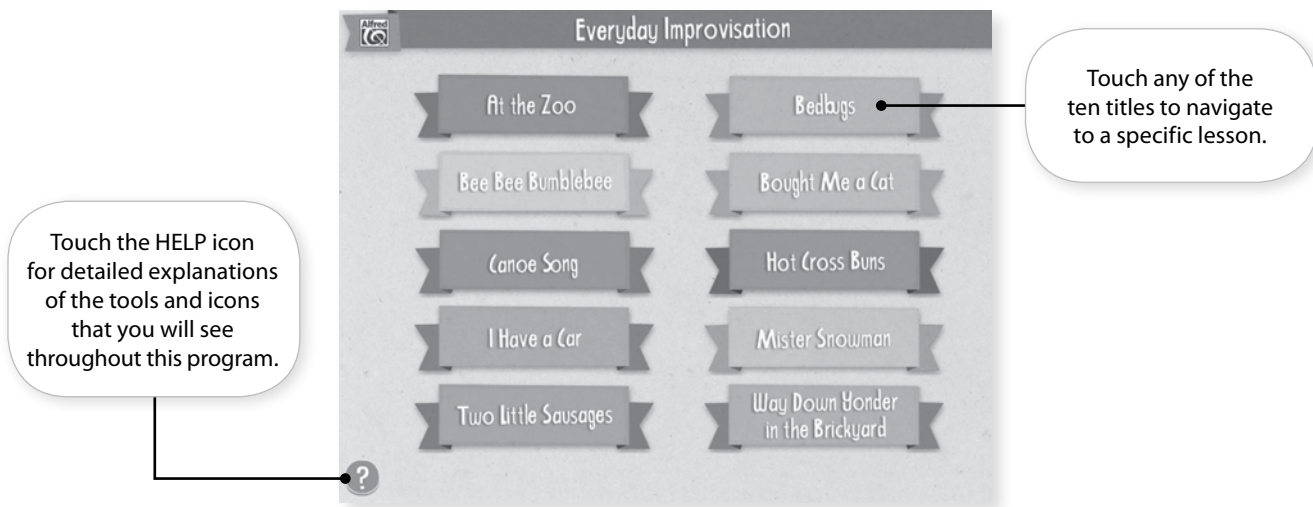 Alfred
Everyday Improvisation
At the Zoo
Bedbugs
Bee Bee Bumblebee
Bought Me a Cat
Canoe Song
Hot Cross Buns
I Have a Car
Mister Snowman
Two Little Sausages
Way Down Yonder
in the Brickyard
?
Touch any of the
ten titles to navigate
to a specific lesson.
Touch the HELP icon
for detailed explanations
of the tools and icons
that you will see
throughout this program.